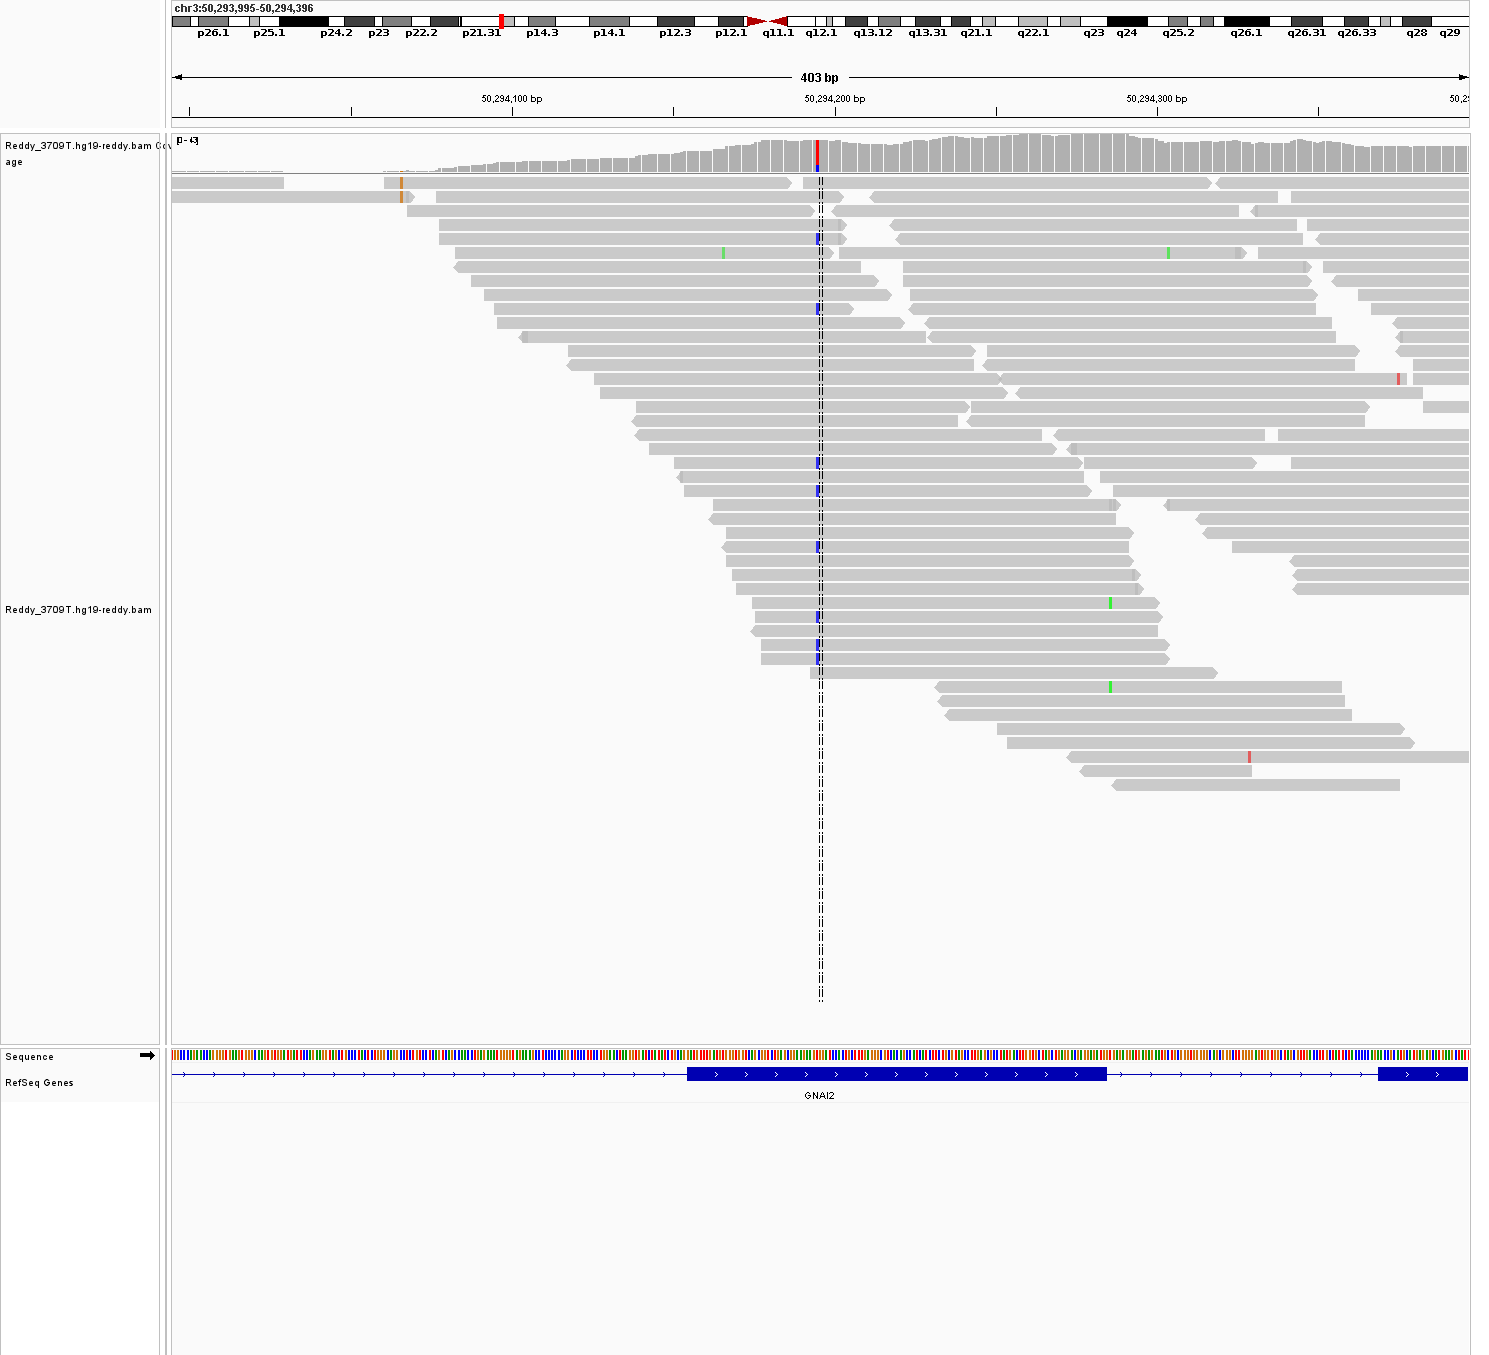 chr3:50,293,995-50,294,396
p26.1 p25.1 p24.2 p23 p22.2 p21.31 p14.3 p14.1 p12.3 p12.1 q11.1 q12.1 q13.12 q13.31 q21.1 q22.1 q23 q24 q25.2 q26.1 q26.31 q26.33 q28 q29
403 bp
50,294,100 bp 50,294,200 bp 50,294,300 bp 50,29
Reddy_3709T.hg19-reddy.bam Cov
age
[0 - 43]
Reddy_3709T.hg19-reddy.bam
Sequence
RefSeq Genes
GNAI2